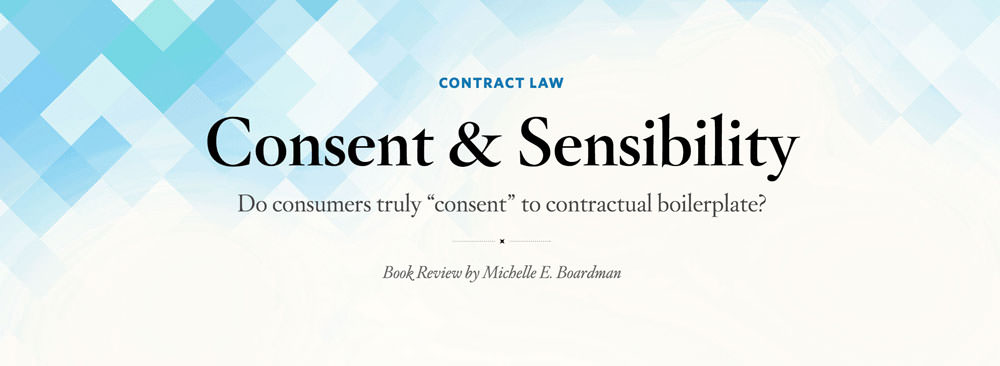 CONTRACT LAW
Consent & Sensibility
Do consumers truly “consent” to contractual boilerplate?
Book Review by Michelle E. Boardman